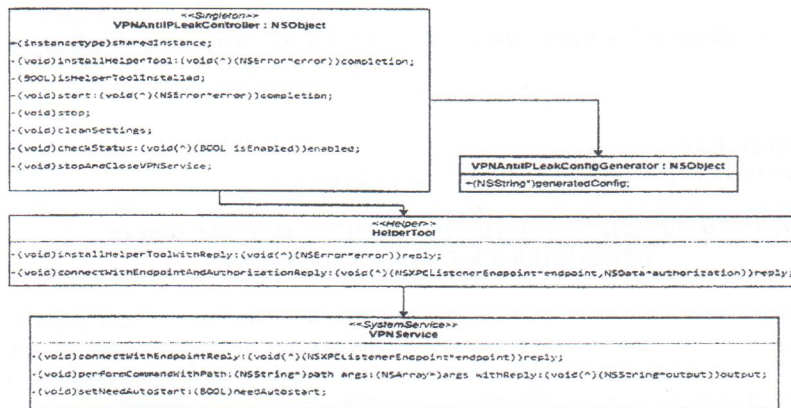 <<Singleton>>
VPNAntiIPLeakController : NSObject
+(instancetype)sharedInstance;
-(void)installHelperTool:(void(^)(NSError*error))completion;
-(BOOL)isHelperToolInstalled;
-(void)start:(void(^)(NSError*error))completion;
-(void)stop;
-(void)cleanSettings;
-(void)checkStatus:(void(^)(BOOL isEnabled))enabled;
-(void)stopAndCloseVPNService;
VPNAntiIPLeakConfigGenerator : NSObject
+(NSString*)generatedConfig;
<<Helper>>
HelperTool
-(void)installHelperToolWithReply:(void(^)(NSError*error))reply;
-(void)connectWithEndpointAndAuthorizationReply:(void(^)(NSXPCListenerEndpoint*endpoint,NSData*authorization))reply;
<<SystemService>>
VPNService
-(void)connectWithEndpointReply:(void(^)(NSXPCListenerEndpoint*endpoint))reply;
-(void)performCommandWithPath:(NSString*)path args:(NSArray*)args withReply:(void(^)(NSString*output))output;
-(void)setNeedAutostart:(BOOL)needAutostart;